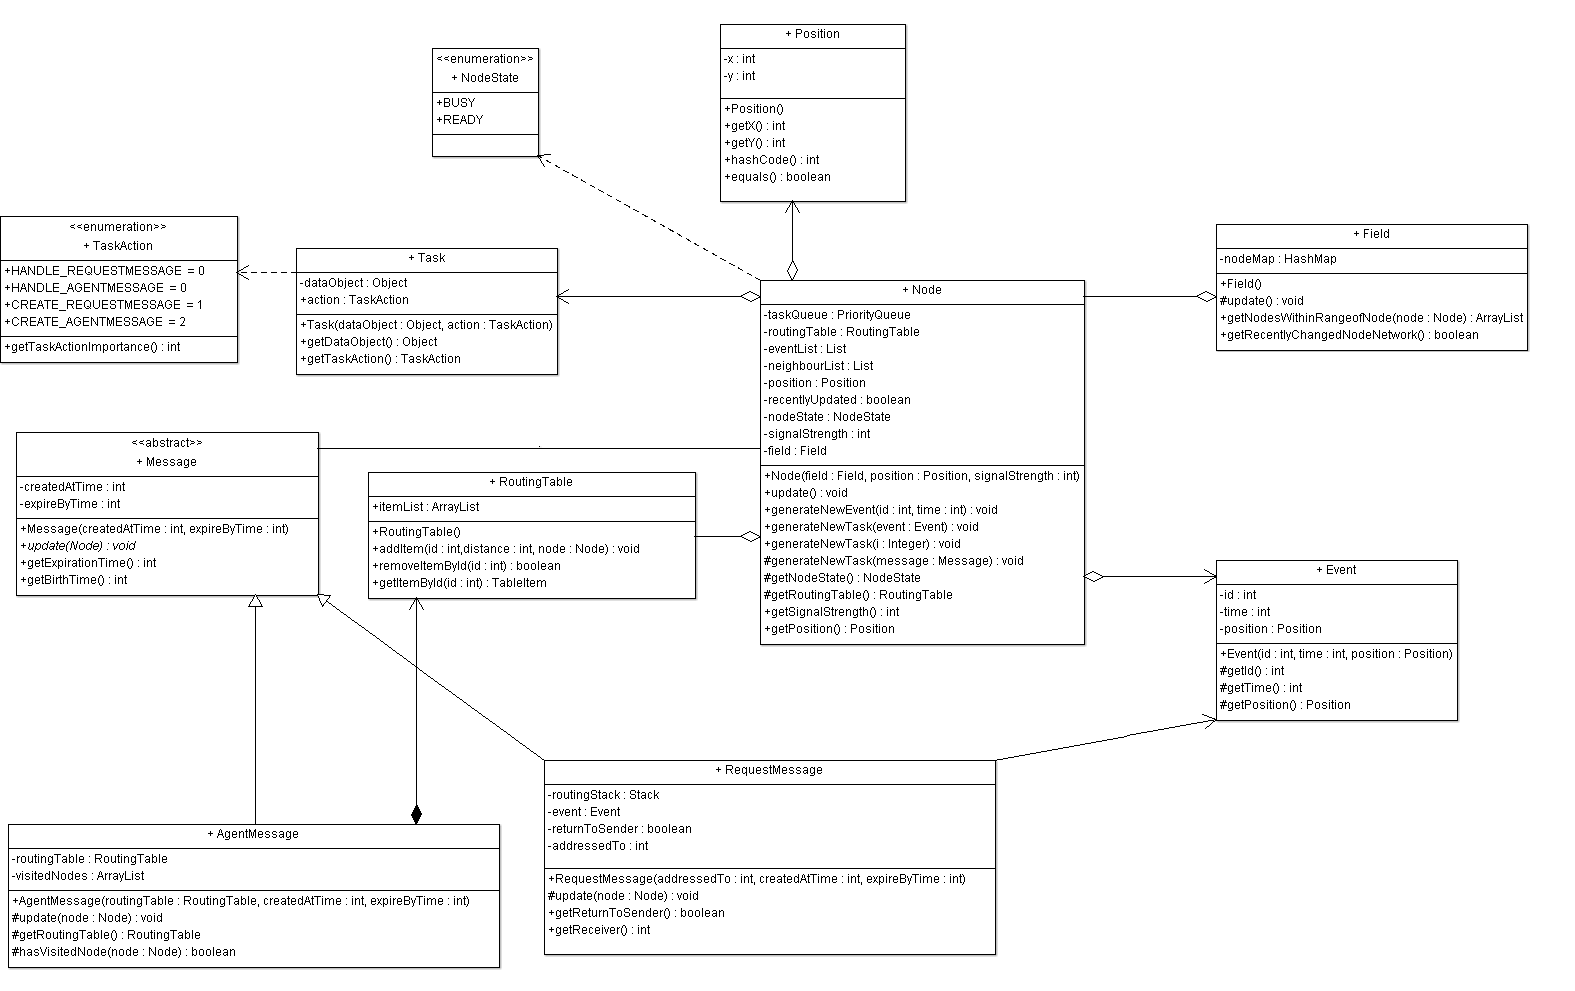 + Position
-x : int
-y : int
+Position()
+getX() : int
+getY() : int
+hashCode() : int
+equals() : boolean
<<enumeration>>
+ NodeState
+BUSY
+READY
<<enumeration>>
+ TaskAction
+HANDLE_REQUESTMESSAGE = 0
+HANDLE_AGENTMESSAGE = 0
+CREATE_REQUESTMESSAGE = 1
+CREATE_AGENTMESSAGE = 2
+getTaskActionImportance() : int
+ Task
-dataObject : Object
+action : TaskAction
+Task(dataObject : Object, action : TaskAction)
+getDataObject() : Object
+getTaskAction() : TaskAction
+ Node
-taskQueue : PriorityQueue
-routingTable : RoutingTable
-eventList : List
-neighbourList : List
-position : Position
-recentlyUpdated : boolean
-nodeState : NodeState
-signalStrength : int
-field : Field
+Node(field : Field, position : Position, signalStrength : int)
+update() : void
+generateNewEvent(id : int, time : int) : void
+generateNewTask(event : Event) : void
+generateNewTask(i : Integer) : void
#generateNewTask(message : Message) : void
#getNodeState() : NodeState
#getRoutingTable() : RoutingTable
+getSignalStrength() : int
+getPosition() : Position
+ Field
-nodeMap : HashMap
+Field()
#update() : void
+getNodesWithinRangeofNode(node : Node) : ArrayList
+getRecentlyChangedNodeNetwork() : boolean
<<abstract>>
+ Message
-createdAtTime : int
-expireByTime : int
+Message(createdAtTime : int, expireByTime : int)
+update(Node) : void
+getExpirationTime() : int
+getBirthTime() : int
+ RoutingTable
+itemList : ArrayList
+RoutingTable()
+addItem(id : int,distance : int, node : Node) : void
+removeItemById(id : int) : boolean
+getItemById(id : int) : TableItem
+ Event
-id : int
-time : int
-position : Position
+Event(id : int, time : int, position : Position)
#getId() : int
#getTime() : int
#getPosition() : Position
+ RequestMessage
-routingStack : Stack
-event : Event
-returnToSender : boolean
-addressedTo : int
+RequestMessage(addressedTo : int, createdAtTime : int, expireByTime : int)
#update(node : Node) : void
+getReturnToSender() : boolean
+getReceiver() : int
+ AgentMessage
-routingTable : RoutingTable
-visitedNodes : ArrayList
+AgentMessage(routingTable : RoutingTable, createdAtTime : int, expireByTime : int)
#update(node : Node) : void
#getRoutingTable() : RoutingTable
#hasVisitedNode(node : Node) : boolean